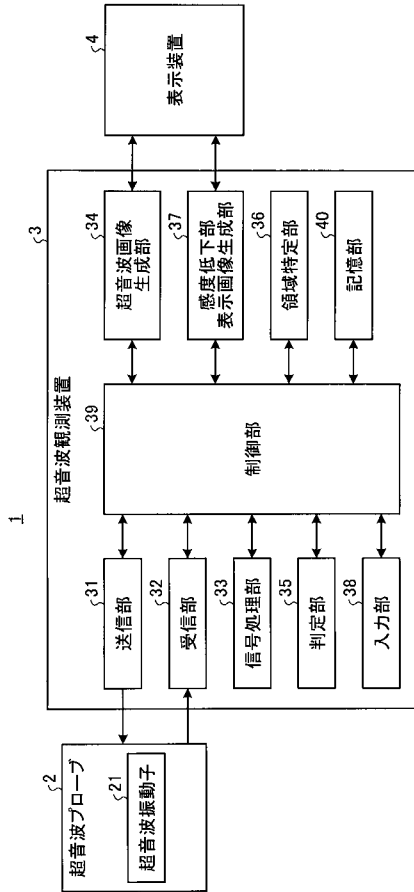 1
2
超音波プローブ
21
超音波振動子
3
超音波観測装置
31
送信部
32
受信部
33
信号処理部
35
判定部
38
入力部
39
制御部
34
超音波画像
生成部
37
感度低下部
表示画像生成部
36
領域特定部
40
記憶部
4
表示装置